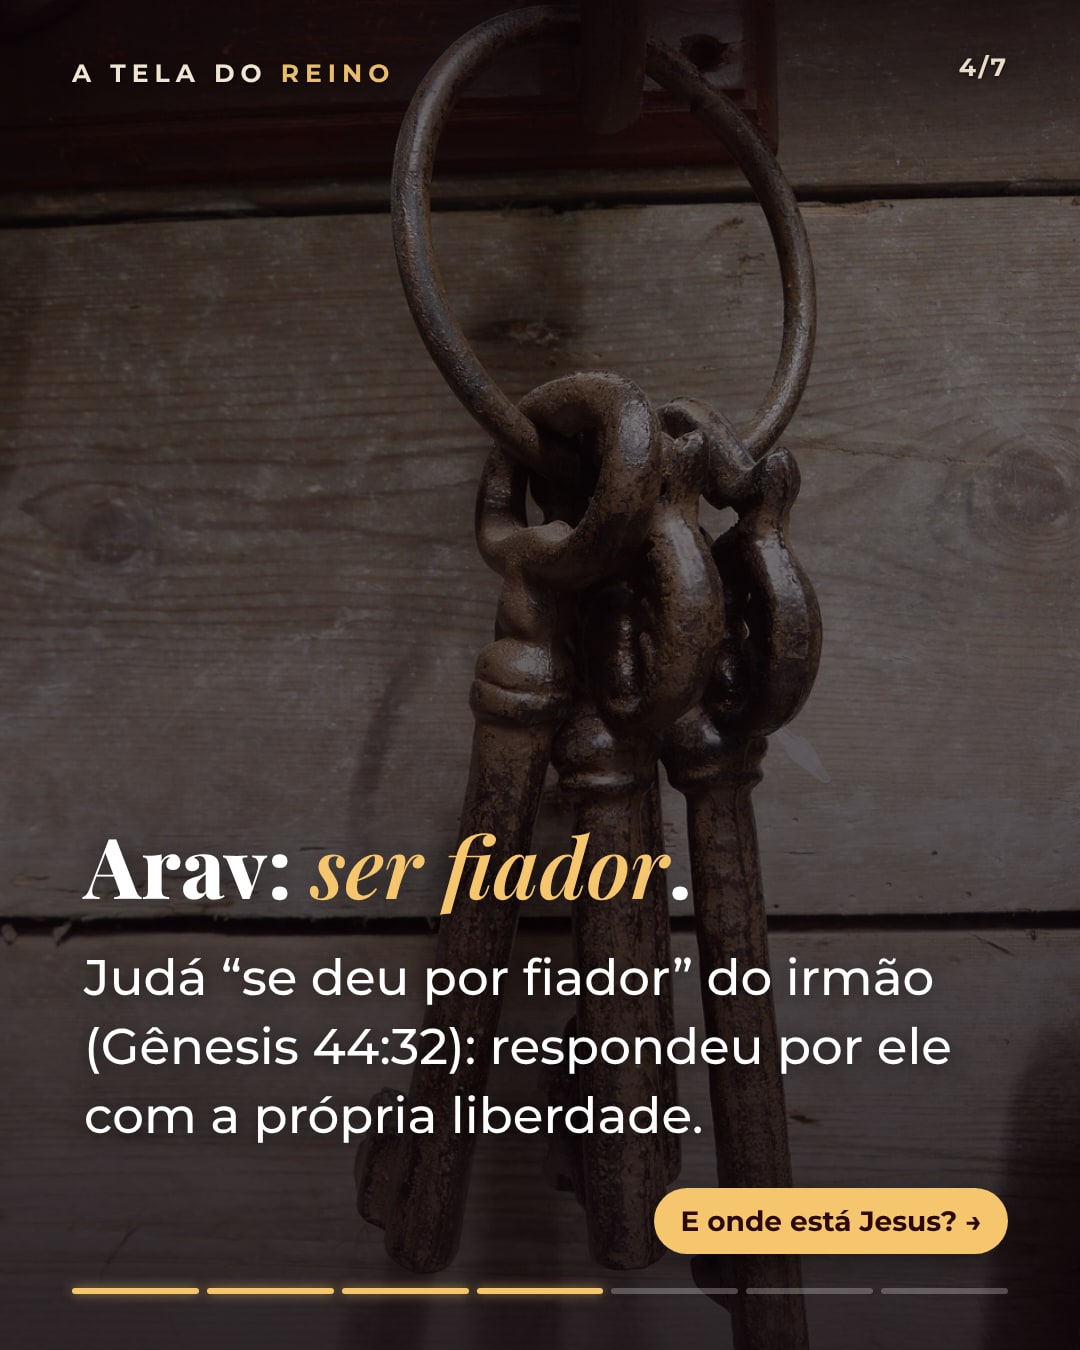 A TELA DO REINO
4/7
Arav: ser fiador.
Judá “se deu por fiador” do irmão
(Gênesis 44:32): respondeu por ele
com a própria liberdade.
E onde está Jesus? →